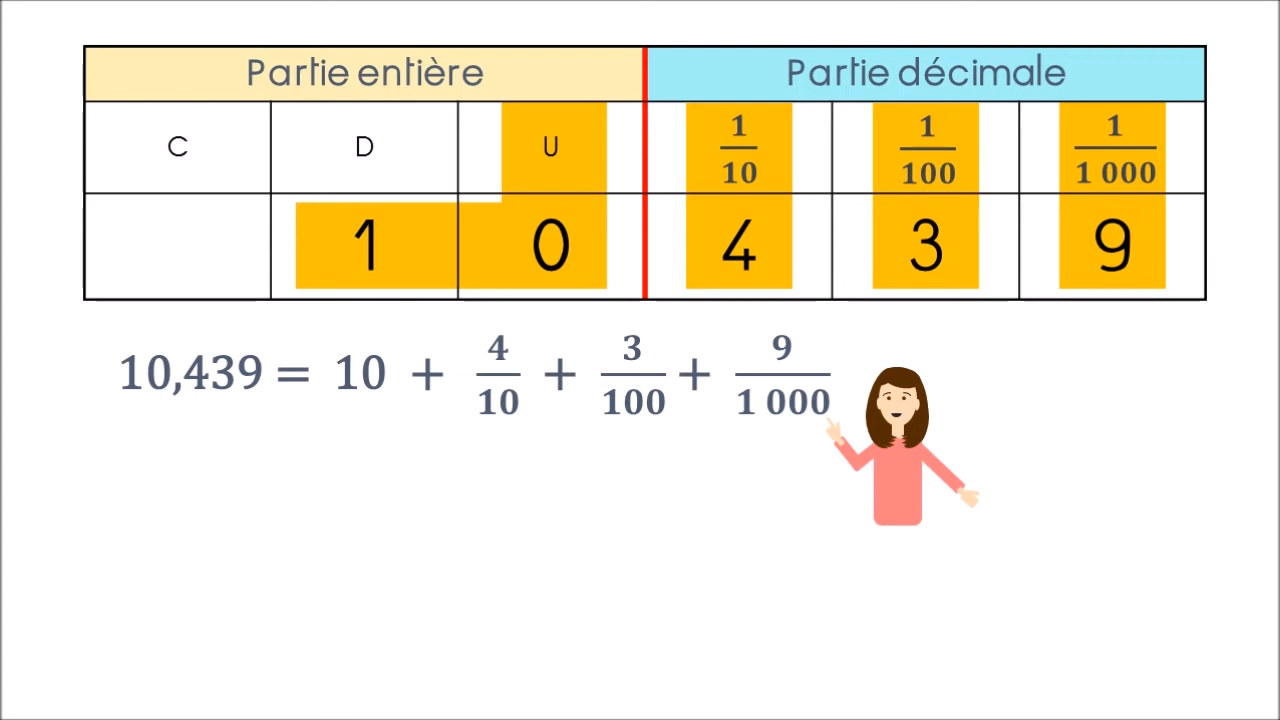 Partie entière Partie décimale
C D U 1/10 1/100 1/1 000
1 0 4 3 9
10,439 = 10 + 4/10 + 3/100 + 9/1 000